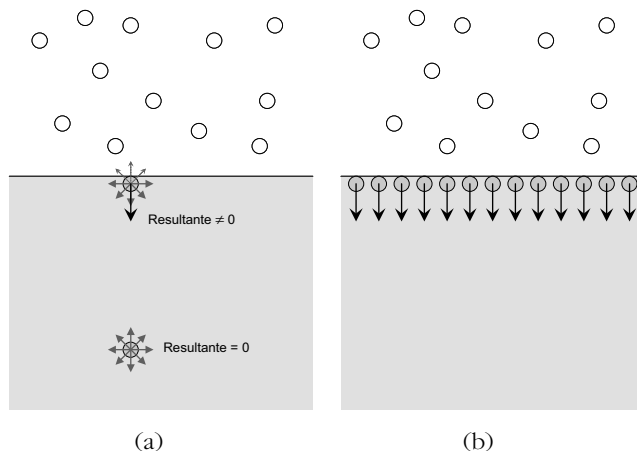 Resultante ≠ 0
Resultante = 0
(a)
(b)